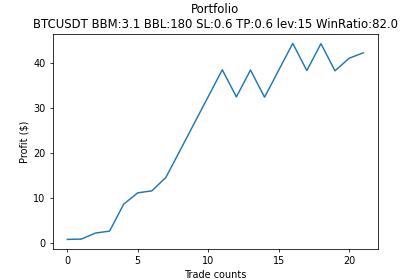 Portfolio
BTCUSDT BBM:3.1 BBL:180 SL:0.6 TP:0.6 lev:15 WinRatio:82.0
40
30
20
10
0
Profit ($)
0 5 10 15 20
Trade counts